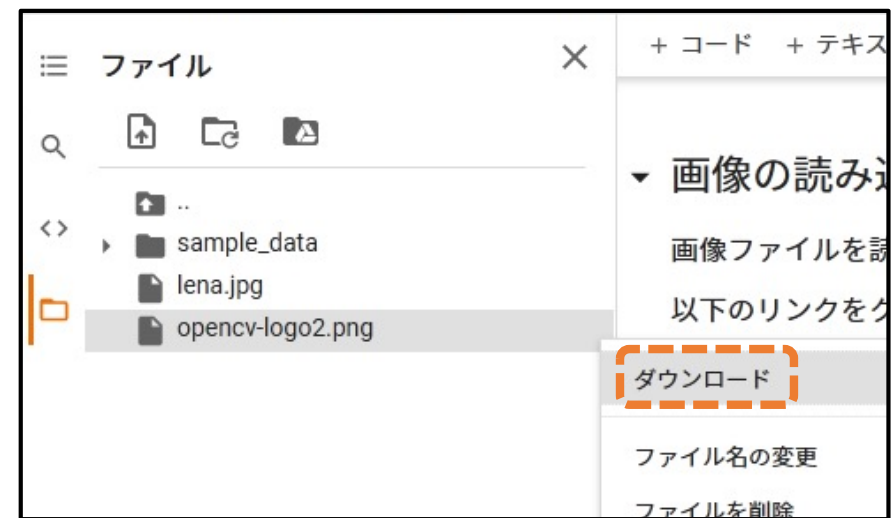 ファイル
..
sample_data
lena.jpg
opencv-logo2.png
+ コード + テキス
画像の読み込
画像ファイルを読
以下のリンクをク
ダウンロード
ファイル名の変更
ファイルを削除